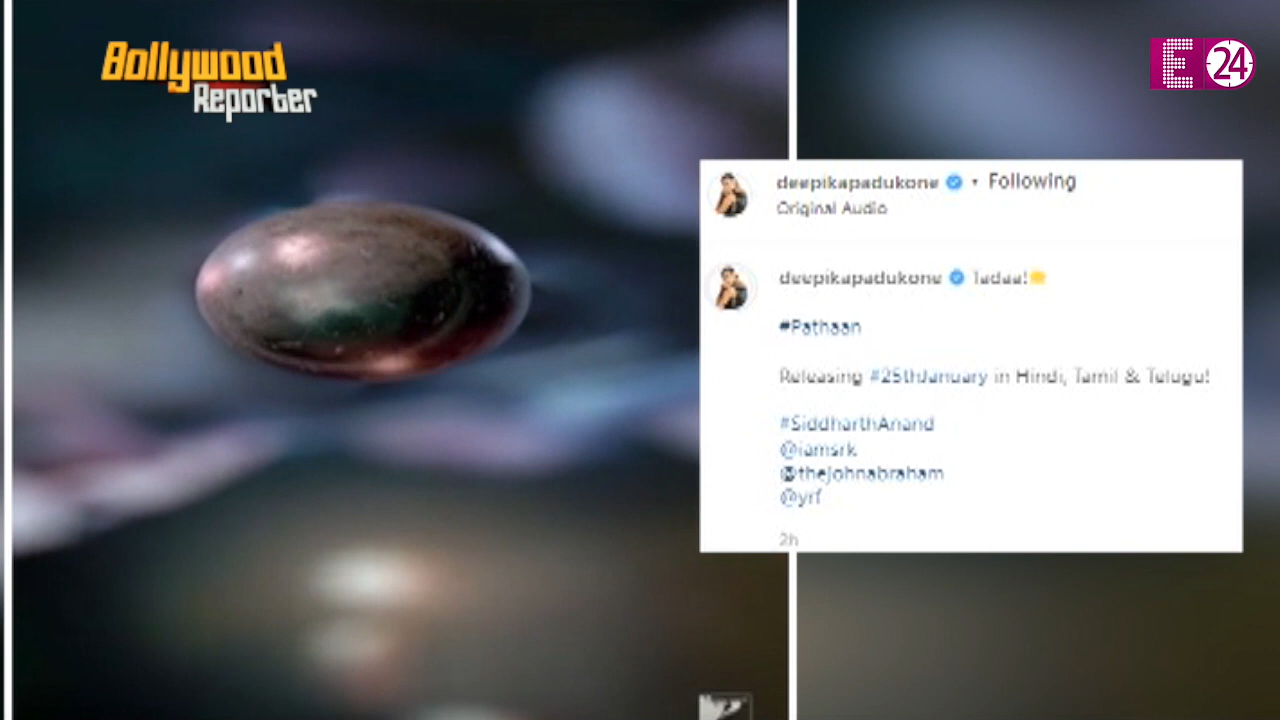 Bollywood
Reporter
E 24
deepikapadukone • Following
Original Audio
deepikapadukone Tadaa!
#Pathaan
Releasing #25thJanuary in Hindi, Tamil & Telugu!
#SiddharthAnand
@iamsrk
@thejohnabraham
@yrf
2h